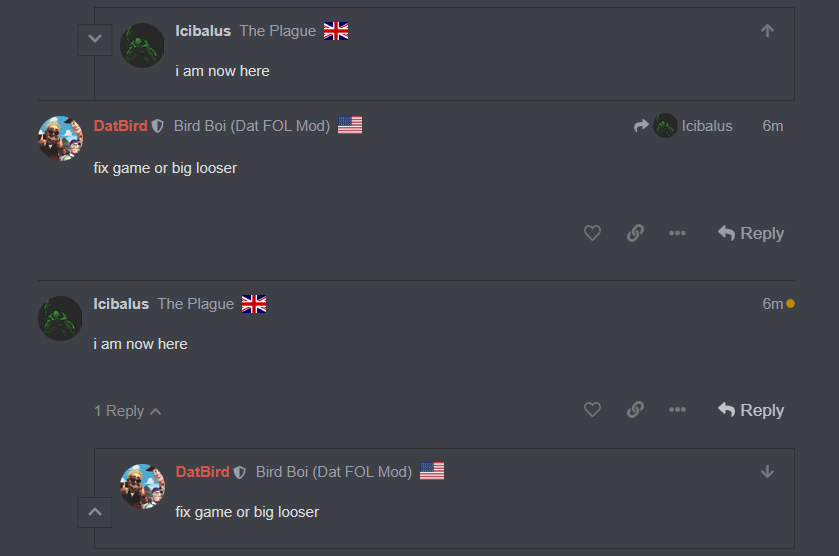 Icibalus The Plague
i am now here
DatBird Bird Boi (Dat FOL Mod) Icibalus 6m
fix game or big looser
Reply
Icibalus The Plague 6m
i am now here
1 Reply Reply
DatBird Bird Boi (Dat FOL Mod)
fix game or big looser